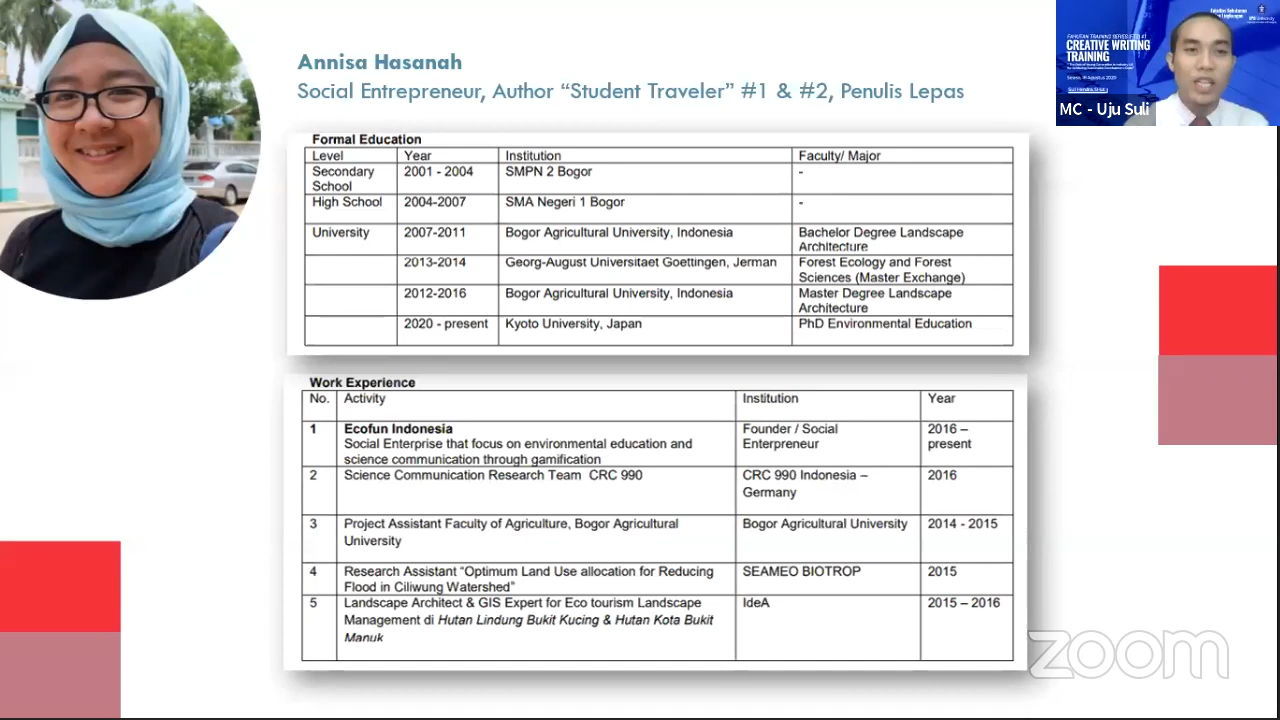 Annisa Hasanah
Social Entrepreneur, Author “Student Traveler” #1 & #2, Penulis Lepas
Formal Education
Level Year Institution Faculty/ Major
Secondary School 2001 - 2004 SMPN 2 Bogor -
High School 2004-2007 SMA Negeri 1 Bogor -
University 2007-2011 Bogor Agricultural University, Indonesia Bachelor Degree Landscape Architecture
2013-2014 Georg-August Universitaet Goettingen, Jerman Forest Ecology and Forest Sciences (Master Exchange)
2012-2016 Bogor Agricultural University, Indonesia Master Degree Landscape Architecture
2020 - present Kyoto University, Japan PhD Environmental Education
Work Experience
No. Activity Institution Year
1 Ecofun Indonesia Founder / Social 2016 –
Social Enterprise that focus on environmental education and Enterpreneur present
science communication through gamification
2 Science Communication Research Team CRC 990 CRC 990 Indonesia – 2016
Germany
3 Project Assistant Faculty of Agriculture, Bogor Agricultural Bogor Agricultural University 2014 - 2015
University
4 Research Assistant “Optimum Land Use allocation for Reducing SEAMEO BIOTROP 2015
Flood in Ciliwung Watershed”
5 Landscape Architect & GIS Expert for Eco tourism Landscape IdeA 2015 – 2016
Management di Hutan Lindung Bukit Kucing & Hutan Kota Bukit
Manuk
CREATIVE WRITING
TRAINING
MC - Uju Suli
zoom